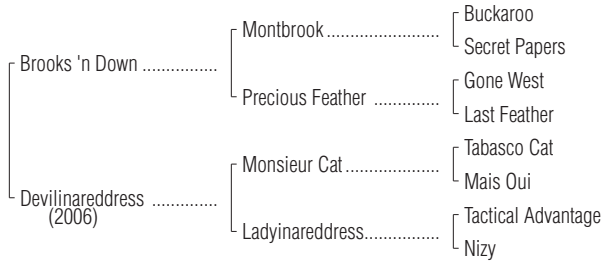 Buckaroo
Montbrook ......................
Secret Papers
Brooks 'n Down ...............
Gone West
Precious Feather .............
Last Feather
Tabasco Cat
Monsieur Cat...................
Mais Oui
Devilinareddress .............
(2006)
Tactical Advantage
Ladyinareddress...............
Nizy